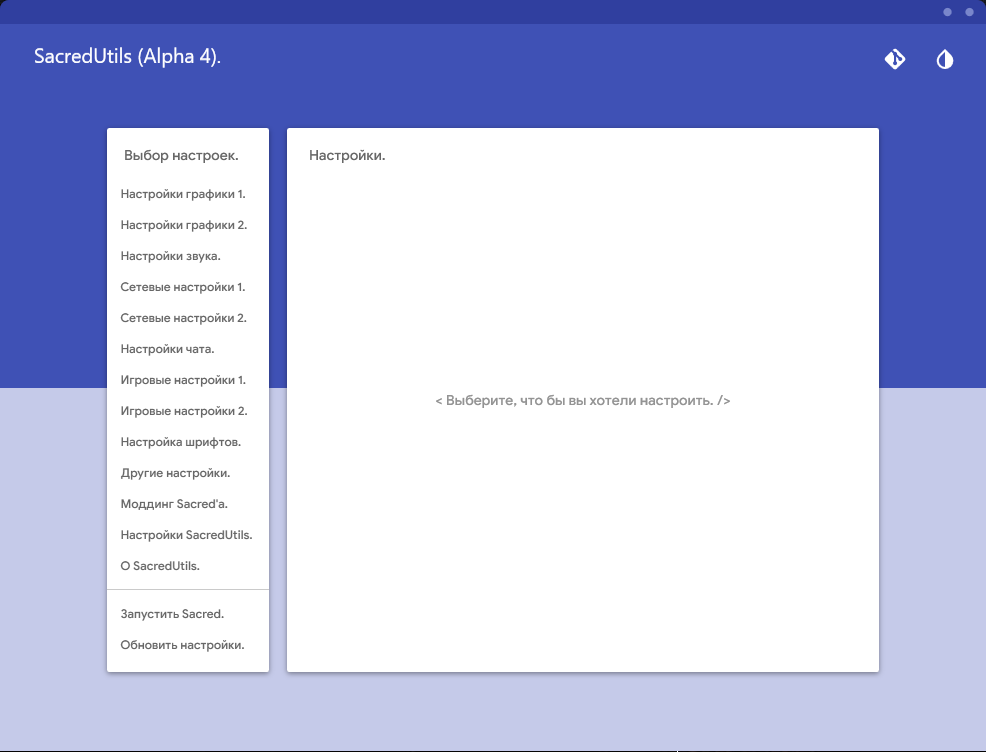 SacredUtils (Alpha 4).
Выбор настроек.
Настройки графики 1.
Настройки графики 2.
Настройки звука.
Сетевые настройки 1.
Сетевые настройки 2.
Настройки чата.
Игровые настройки 1.
Игровые настройки 2.
Настройка шрифтов.
Другие настройки.
Моддинг Sacred'а.
Настройки SacredUtils.
О SacredUtils.
Запустить Sacred.
Обновить настройки.
Настройки.
< Выберите, что бы вы хотели настроить. />